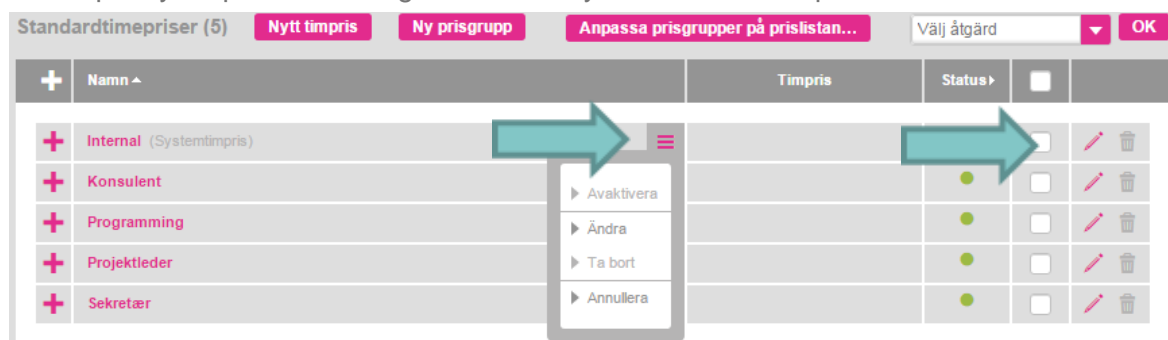 Standardtimepriser (5) Nytt timpris Ny prisgrupp Anpassa prisgrupper på prislistan... Välj åtgärd OK
Namn Timpris Status
Internal (Systemtimpris)
Konsulent
Avaktivera
Programming
Ändra
Projektleder
Ta bort
Sekretær
Annullera